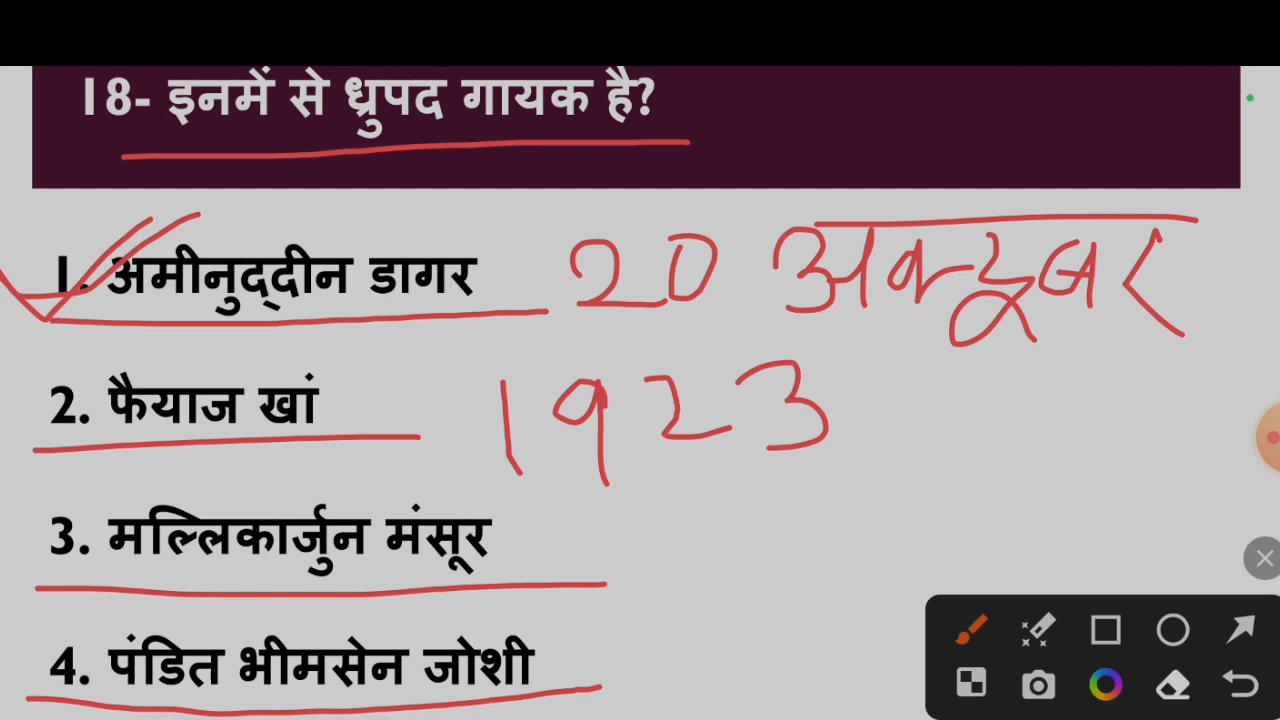 18- इनमें से ध्रुपद गायक है?
1. अमीनुद्दीन डागर 20 अक्टूबर
2. फैयाज खां 1923
3. मल्लिकार्जुन मंसूर
4. पंडित भीमसेन जोशी